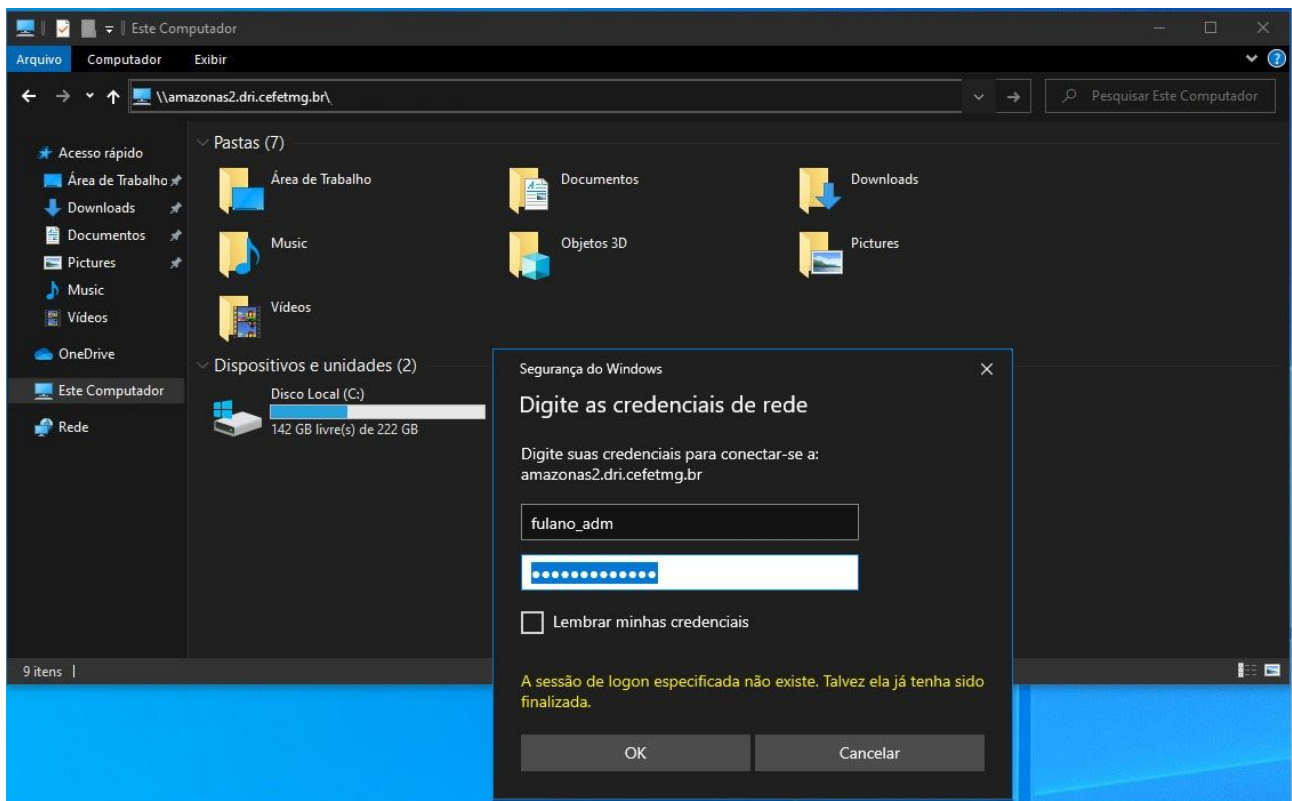 Este Computador
Arquivo Computador Exibir
\\amazonas2.dri.cefetmg.br\
Pesquisar Este Computador
Acesso rápido
Área de Trabalho
Downloads
Documentos
Pictures
Music
Vídeos
OneDrive
Este Computador
Rede
Pastas (7)
Área de Trabalho
Documentos
Downloads
Music
Objetos 3D
Pictures
Vídeos
Dispositivos e unidades (2)
Disco Local (C:)
142 GB livre(s) de 222 GB
9 itens
Segurança do Windows
Digite as credenciais de rede
Digite suas credenciais para conectar-se a:
amazonas2.dri.cefetmg.br
fulano_adm
•••••••••••••
Lembrar minhas credenciais
A sessão de logon especificada não existe. Talvez ela já tenha sido
finalizada.
OK Cancelar